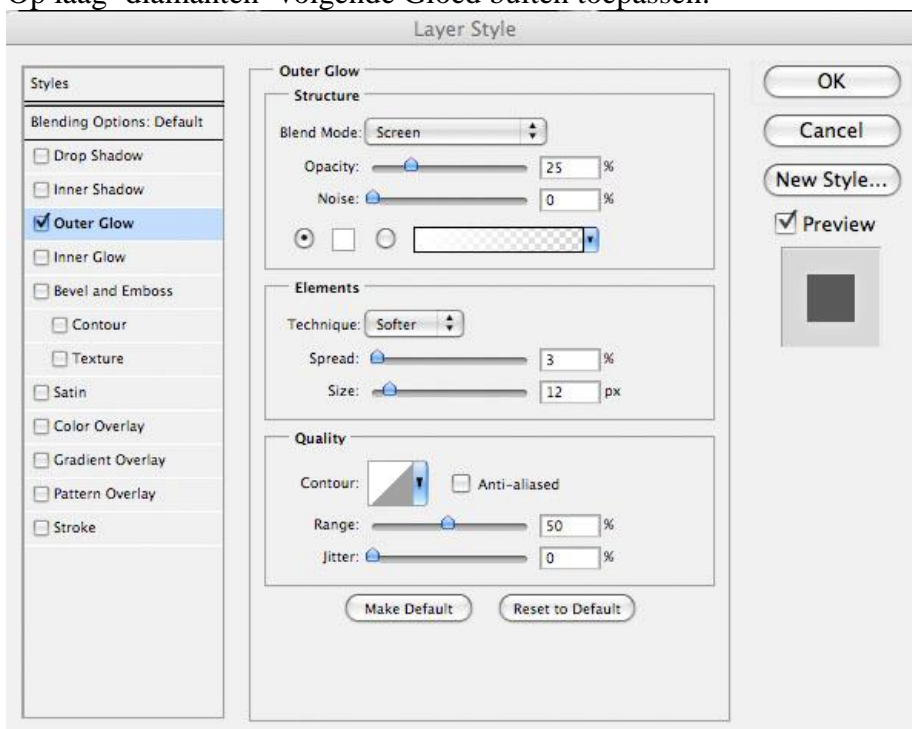 Op laag "diamanten" volgende Gloed buiten toepassen:
Layer Style
Styles
Blending Options: Default
Drop Shadow
Inner Shadow
Outer Glow
Inner Glow
Bevel and Emboss
Contour
Texture
Satin
Color Overlay
Gradient Overlay
Pattern Overlay
Stroke
Outer Glow
Structure
Blend Mode: Screen
Opacity: 25 %
Noise: 0 %
Elements
Technique: Softer
Spread: 3 %
Size: 12 px
Quality
Contour: Anti-aliased
Range: 50 %
Jitter: 0 %
Make Default Reset to Default
OK
Cancel
New Style...
Preview